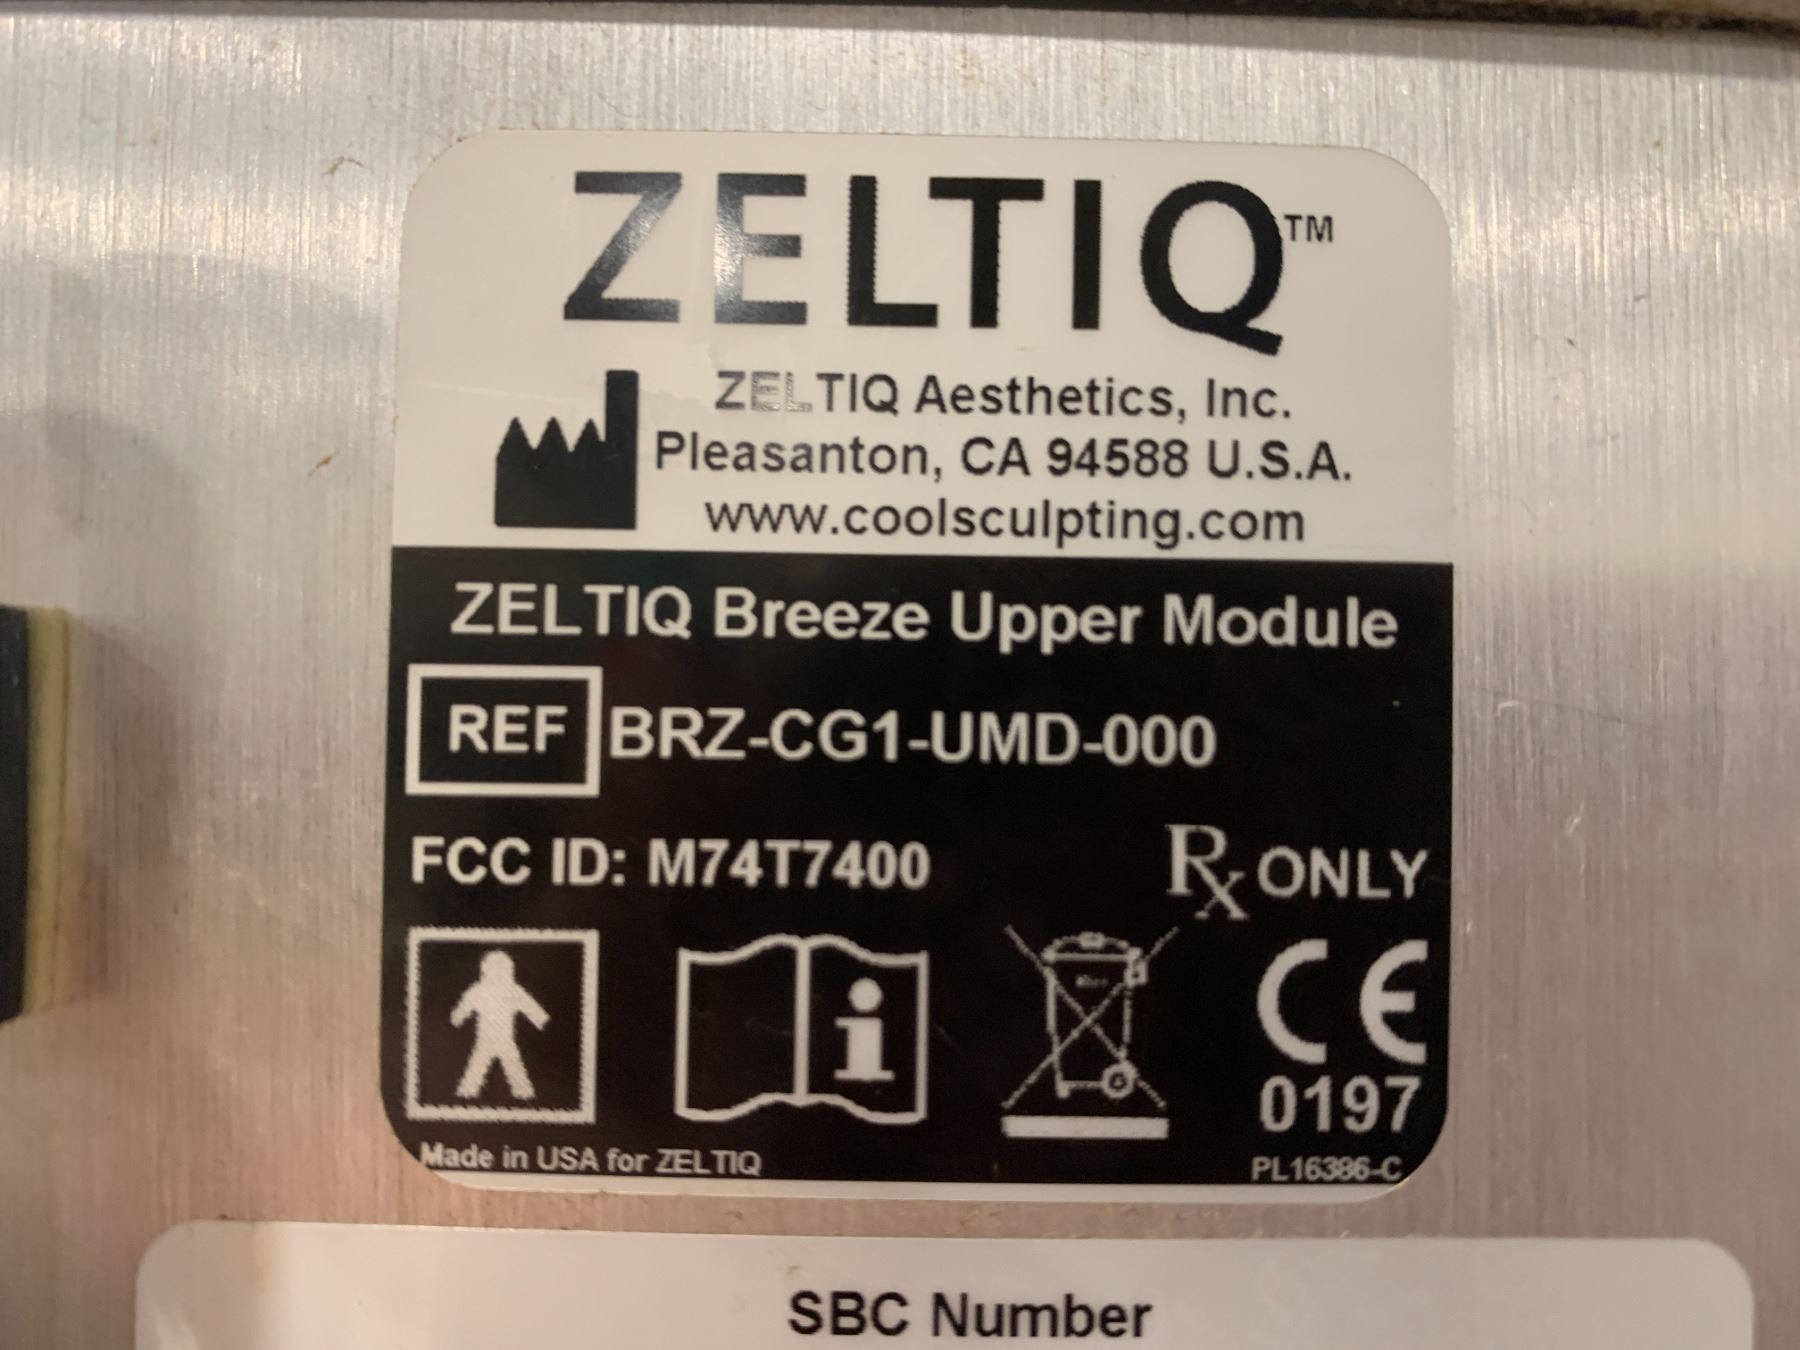 ZELTIQ™
ZELTIQ Aesthetics, Inc.
Pleasanton, CA 94588 U.S.A.
www.coolsculpting.com
ZELTIQ Breeze Upper Module
REF BRZ-CG1-UMD-000
FCC ID: M74T7400
Rx ONLY
i
CE
0197
Made in USA for ZELTIQ
PL16386-C
SBC Number